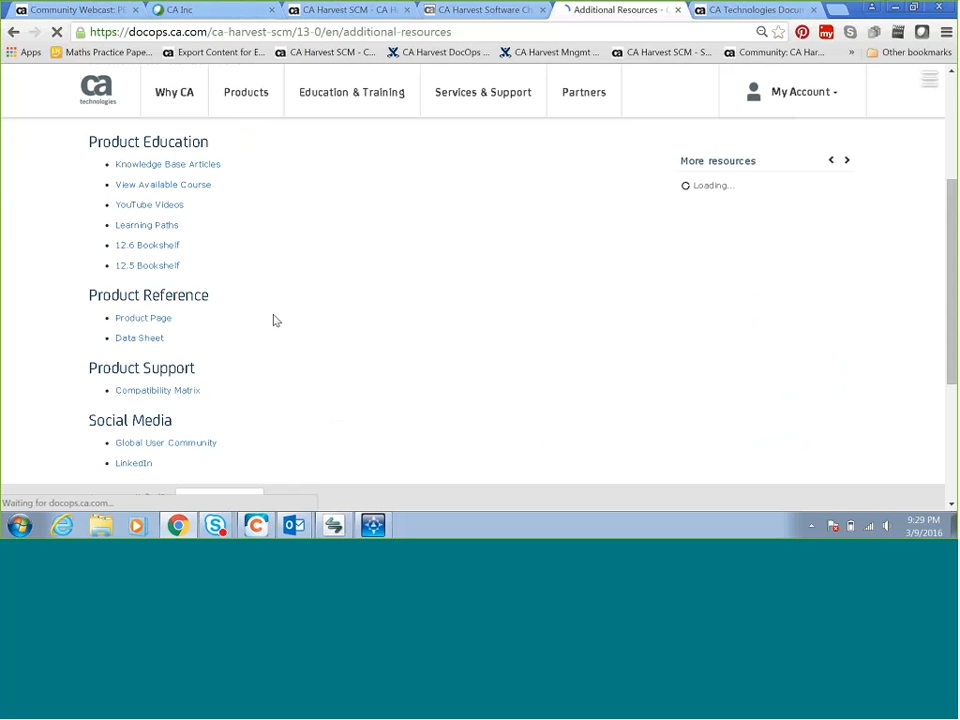 Community Webcast: Pl
CA Inc
CA Harvest SCM - CA H
CA Harvest Software Ch
Additional Resources - C
CA Technologies Docum
https://docops.ca.com/ca-harvest-scm/13-0/en/additional-resources
Apps
Maths Practice Pape...
Export Content for E...
CA Harvest SCM - C...
CA Harvest DocOps ...
CA Harvest Mngmt ...
CA Harvest SCM - S...
Community: CA Har...
»
Other bookmarks
ca technologies
Why CA
Products
Education & Training
Services & Support
Partners
My Account
Product Education
Knowledge Base Articles
View Available Course
YouTube Videos
Learning Paths
12.6 Bookshelf
12.5 Bookshelf
More resources
Loading...
Product Reference
Product Page
Data Sheet
Product Support
Compatibility Matrix
Social Media
Global User Community
LinkedIn
Waiting for docops.ca.com...
9:29 PM
3/9/2016